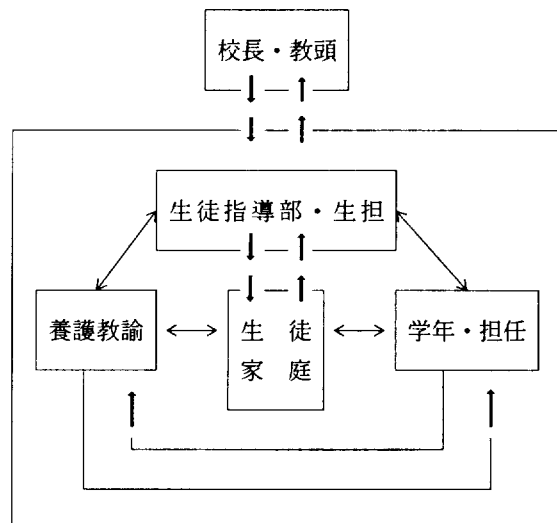 校長・教頭
生徒指導部・生担
養護教諭
生徒
家庭
学年・担任